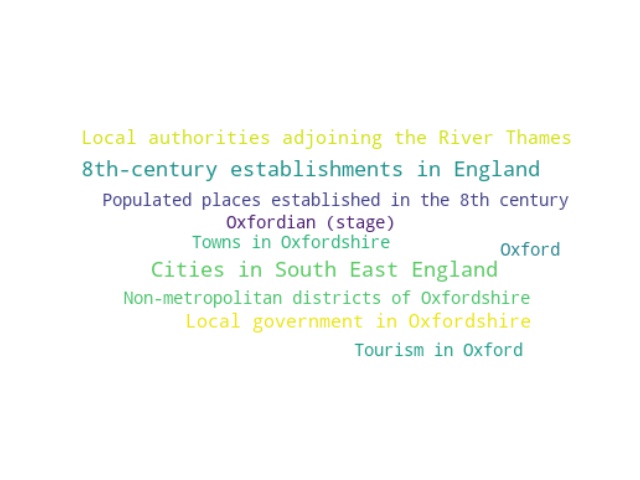 Local authorities adjoining the River Thames
8th-century establishments in England
Populated places established in the 8th century
Oxfordian (stage)
Towns in Oxfordshire
Oxford
Cities in South East England
Non-metropolitan districts of Oxfordshire
Local government in Oxfordshire
Tourism in Oxford